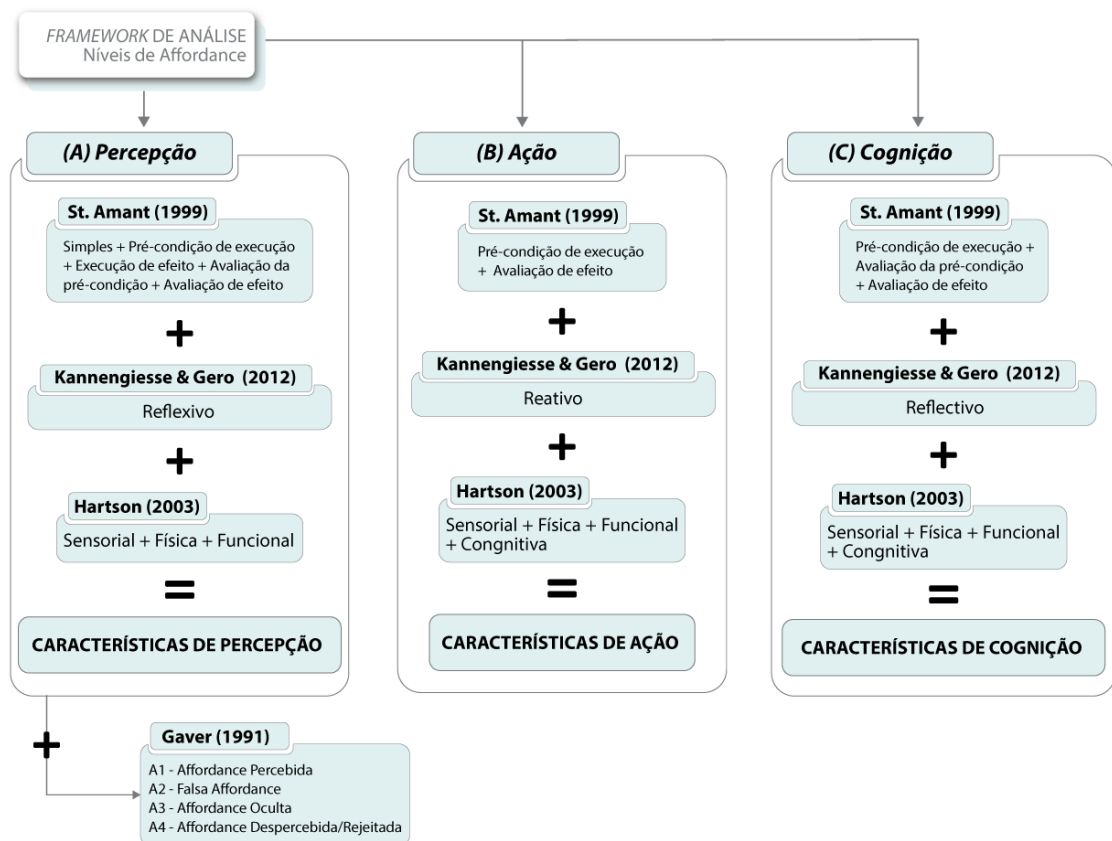 FRAMEWORK DE ANÁLISE
Níveis de Affordance
(A) Percepção
St. Amant (1999)
Simples + Pré-condição de execução
+ Execução de efeito + Avaliação da
pré-condição + Avaliação de efeito
+
Kannengiesse & Gero (2012)
Reflexivo
+
Hartson (2003)
Sensorial + Física + Funcional
=
CARACTERÍSTICAS DE PERCEPÇÃO
+
Gaver (1991)
A1 - Affordance Percebida
A2 - Falsa Affordance
A3 - Affordance Oculta
A4 - Affordance Despercebida/Rejeitada
(B) Ação
St. Amant (1999)
Pré-condição de execução
+ Avaliação de efeito
+
Kannengiesse & Gero (2012)
Reativo
+
Hartson (2003)
Sensorial + Física + Funcional
+ Congnitiva
=
CARACTERÍSTICAS DE AÇÃO
(C) Cognição
St. Amant (1999)
Pré-condição de execução +
Avaliação da pré-condição
+ Avaliação de efeito
+
Kannengiesse & Gero (2012)
Reflectivo
+
Hartson (2003)
Sensorial + Física + Funcional
+ Congnitiva
=
CARACTERÍSTICAS DE COGNIÇÃO